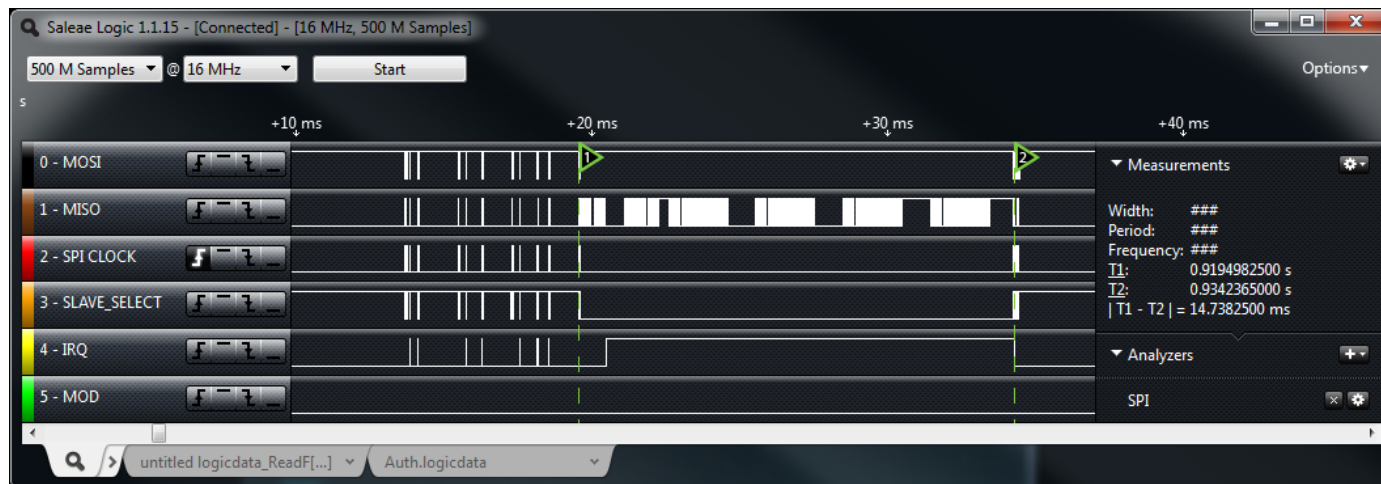 Saleae Logic 1.1.15 - [Connected] - [16 MHz, 500 M Samples]
500 M Samples @ 16 MHz Start Options
s
+10 ms +20 ms +30 ms +40 ms
0 - MOSI 1 2 Measurements
1 - MISO
Width: ###
Period: ###
2 - SPI CLOCK Frequency: ###
T1: 0.9194982500 s
3 - SLAVE_SELECT T2: 0.9342365000 s
| T1 - T2 | = 14.7382500 ms
4 - IRQ Analyzers
5 - MOD SPI
untitled logicdata_ReadF[...] Auth.logicdata